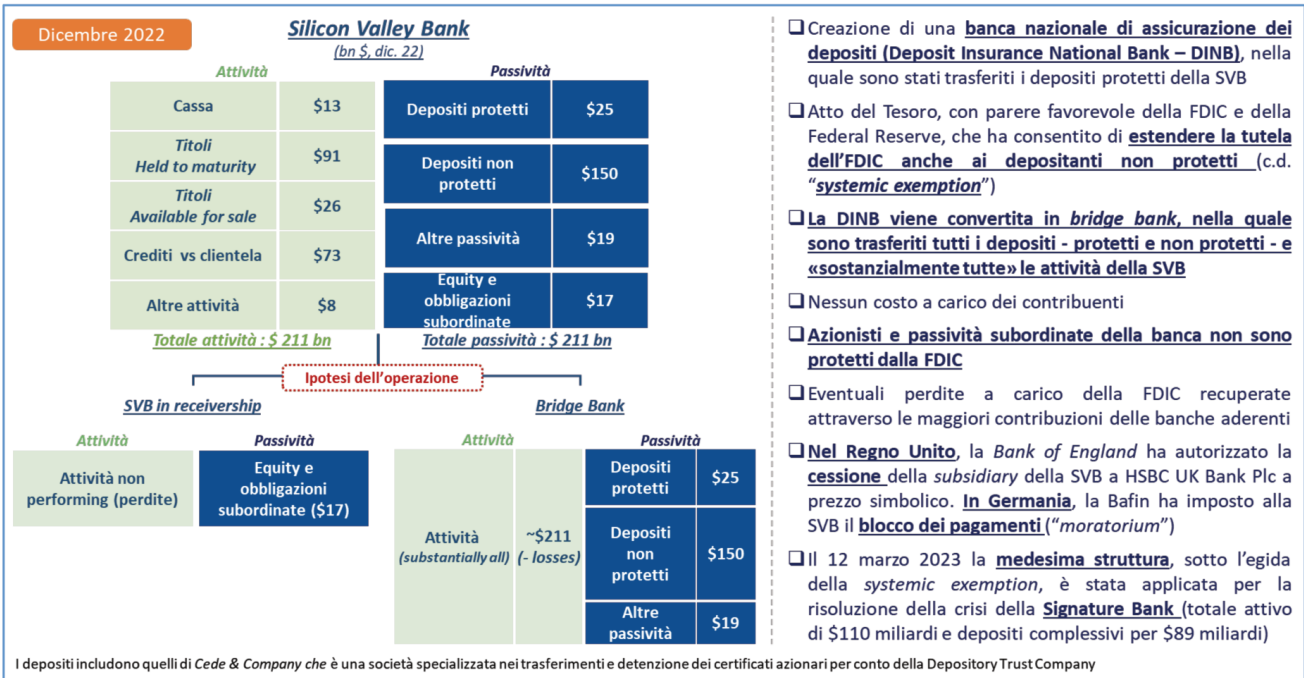 Dicembre 2022
Silicon Valley Bank
(bn $, dic. 22)
Attività
Passività
Cassa
$13
Titoli
Held to maturity
$91
Titoli
Available for sale
$26
Crediti vs clientela
$73
Altre attività
$8
Depositi protetti
$25
Depositi non
protetti
$150
Altre passività
$19
Equity e
obbligazioni
subordinate
$17
Totale attività : $ 211 bn
Totale passività : $ 211 bn
Ipotesi dell’operazione
SVB in receivership
Attività
Passività
Attività non
performing (perdite)
Equity e
obbligazioni
subordinate ($17)
Bridge Bank
Attività
Passività
Attività
(substantially all)
~$211
(- losses)
Depositi
protetti
$25
Depositi
non
protetti
$150
Altre
passività
$19
❑Creazione di una banca nazionale di assicurazione dei
depositi (Deposit Insurance National Bank – DINB), nella
quale sono stati trasferiti i depositi protetti della SVB
❑Atto del Tesoro, con parere favorevole della FDIC e della
Federal Reserve, che ha consentito di estendere la tutela
dell’FDIC anche ai depositanti non protetti (c.d.
“systemic exemption”)
❑La DINB viene convertita in bridge bank, nella quale
sono trasferiti tutti i depositi - protetti e non protetti - e
«sostanzialmente tutte» le attività della SVB
❑Nessun costo a carico dei contribuenti
❑Azionisti e passività subordinate della banca non sono
protetti dalla FDIC
❑Eventuali perdite a carico della FDIC recuperate
attraverso le maggiori contribuzioni delle banche aderenti
❑Nel Regno Unito, la Bank of England ha autorizzato la
cessione della subsidiary della SVB a HSBC UK Bank Plc a
prezzo simbolico. In Germania, la Bafin ha imposto alla
SVB il blocco dei pagamenti (“moratorium”)
❑Il 12 marzo 2023 la medesima struttura, sotto l’egida
della systemic exemption, è stata applicata per la
risoluzione della crisi della Signature Bank (totale attivo
di $110 miliardi e depositi complessivi per $89 miliardi)
I depositi includono quelli di Cede & Company che è una società specializzata nei trasferimenti e detenzione dei certificati azionari per conto della Depository Trust Company